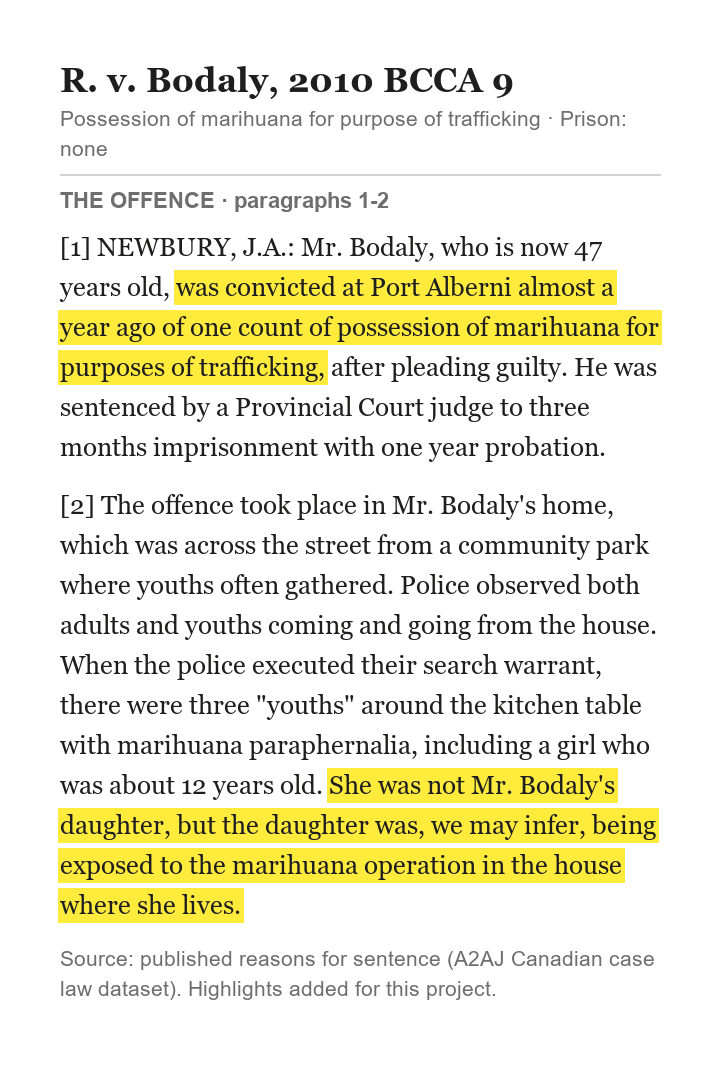 R. v. Bodaly, 2010 BCCA 9
Possession of marihuana for purpose of trafficking · Prison:
none
THE OFFENCE · paragraphs 1-2
[1] NEWBURY, J.A.: Mr. Bodaly, who is now 47
years old, was convicted at Port Alberni almost a
year ago of one count of possession of marihuana for
purposes of trafficking, after pleading guilty. He was
sentenced by a Provincial Court judge to three
months imprisonment with one year probation.
[2] The offence took place in Mr. Bodaly's home,
which was across the street from a community park
where youths often gathered. Police observed both
adults and youths coming and going from the house.
When the police executed their search warrant,
there were three "youths" around the kitchen table
with marihuana paraphernalia, including a girl who
was about 12 years old. She was not Mr. Bodaly's
daughter, but the daughter was, we may infer, being
exposed to the marihuana operation in the house
where she lives.
Source: published reasons for sentence (A2AJ Canadian case
law dataset). Highlights added for this project.